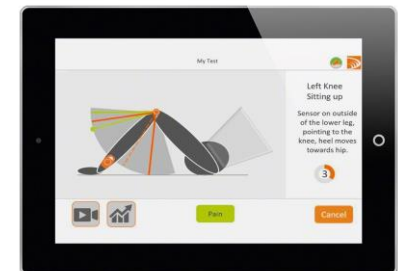 My Test
Left Knee
Sitting up
Sensor on outside
of the lower leg,
pointing to the
knee, heel moves
towards hip.
3
Pain
Cancel